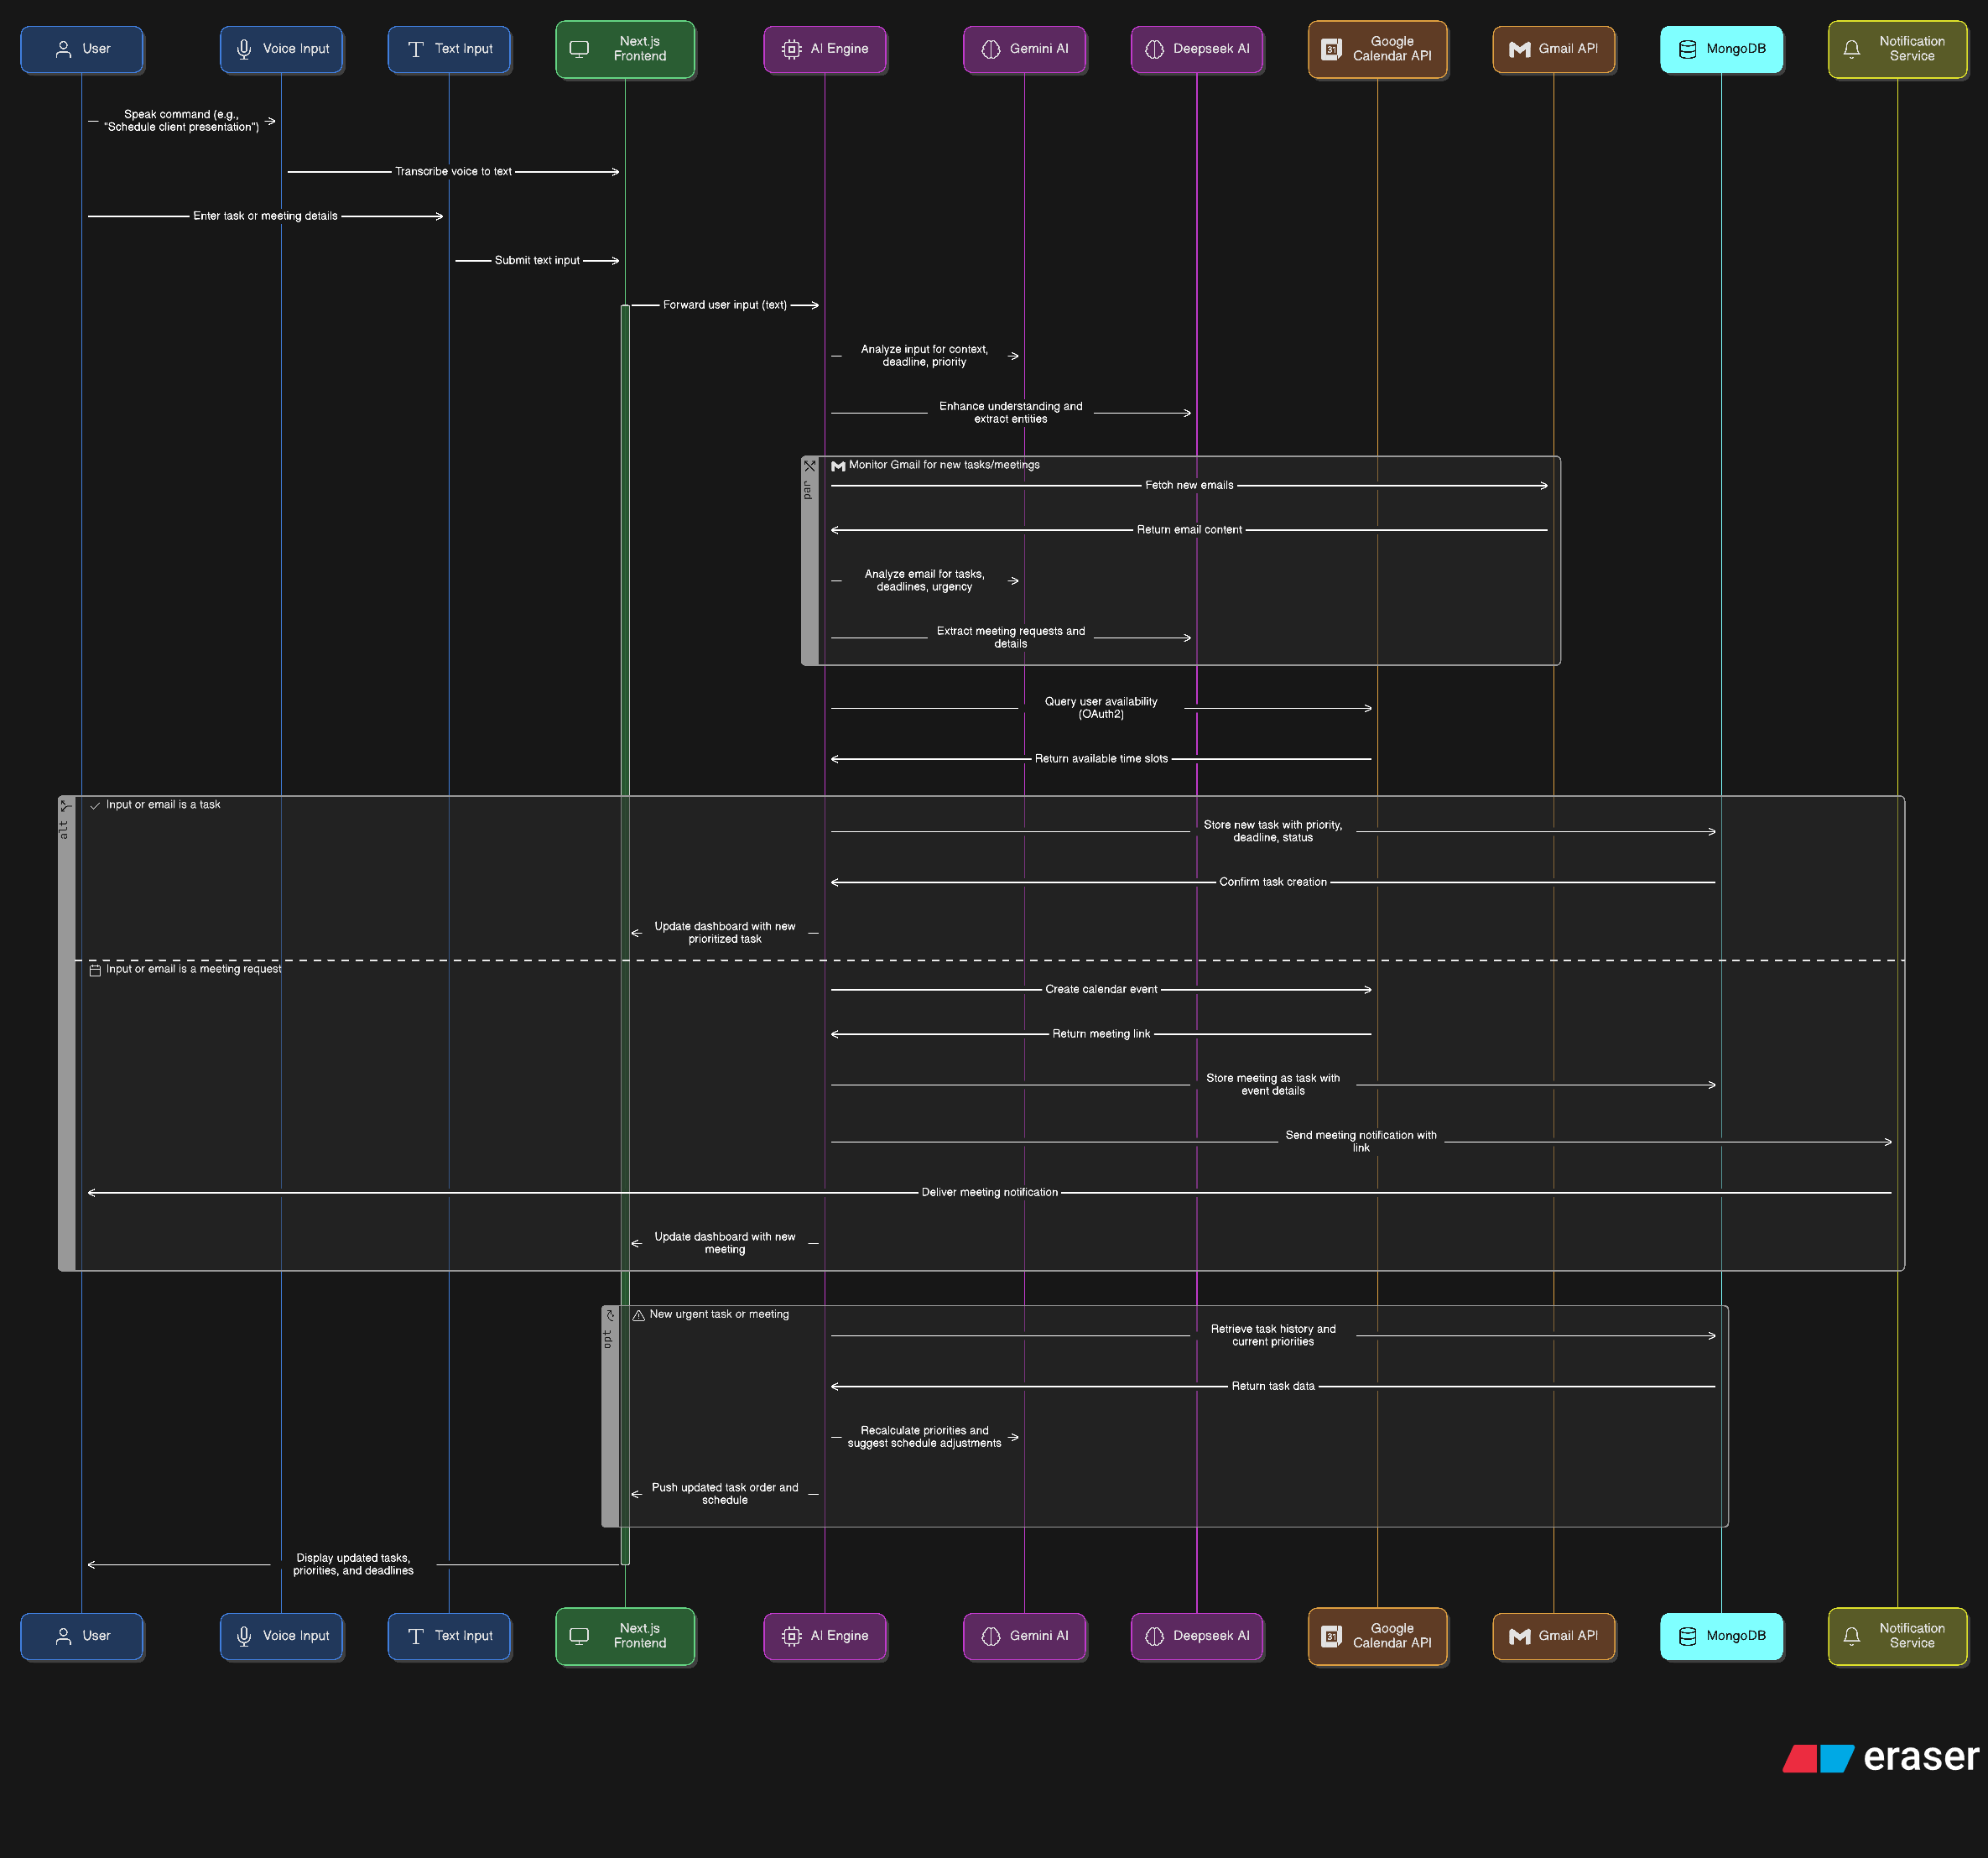 User
Voice Input
Text Input
Next.js
Frontend
AI Engine
Gemini AI
Deepseek AI
Google
Calendar API
Gmail API
MongoDB
Notification
Service
Speak command (e.g.,
"Schedule client presentation")
Transcribe voice to text
Enter task or meeting details
Submit text input
Forward user input (text)
Analyze input for context,
deadline, priority
Enhance understanding and
extract entities
par
Monitor Gmail for new tasks/meetings
Fetch new emails
Return email content
Analyze email for tasks,
deadlines, urgency
Extract meeting requests and
details
Query user availability
(OAuth2)
Return available time slots
alt
Input or email is a task
Store new task with priority,
deadline, status
Confirm task creation
Update dashboard with new
prioritized task
Input or email is a meeting request
Create calendar event
Return meeting link
Store meeting as task with
event details
Send meeting notification with
link
Deliver meeting notification
Update dashboard with new
meeting
opt
New urgent task or meeting
Retrieve task history and
current priorities
Return task data
Recalculate priorities and
suggest schedule adjustments
Push updated task order and
schedule
Display updated tasks,
priorities, and deadlines
User
Voice Input
Text Input
Next.js
Frontend
AI Engine
Gemini AI
Deepseek AI
31
Google
Calendar API
Gmail API
MongoDB
Notification
Service
eraser